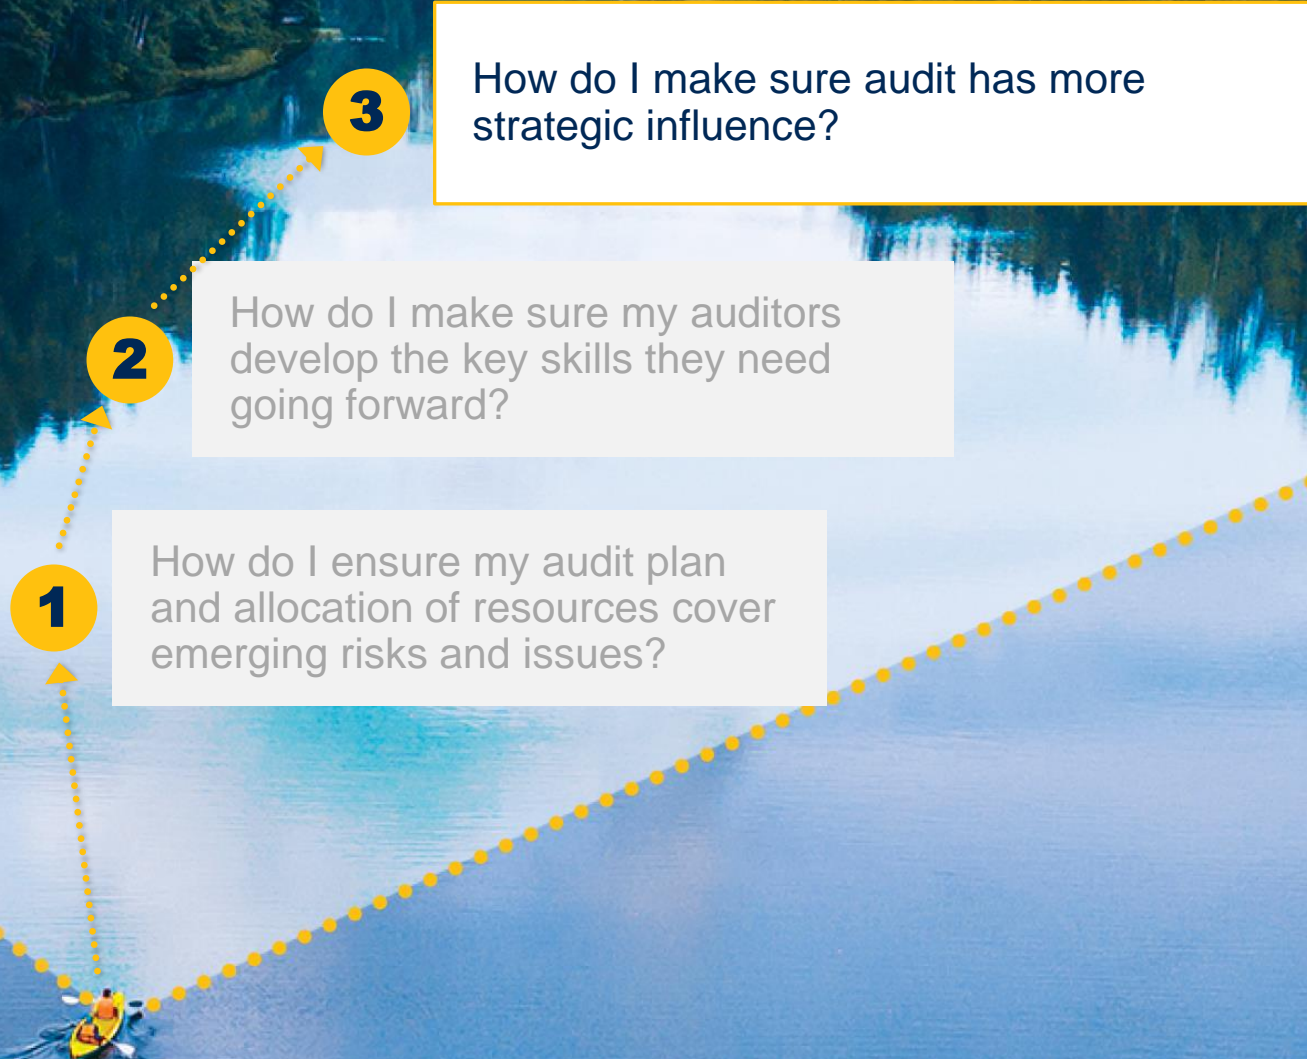 3
How do I make sure audit has more
strategic influence?
2
How do I make sure my auditors
develop the key skills they need
going forward?
1
How do I ensure my audit plan
and allocation of resources cover
emerging risks and issues?